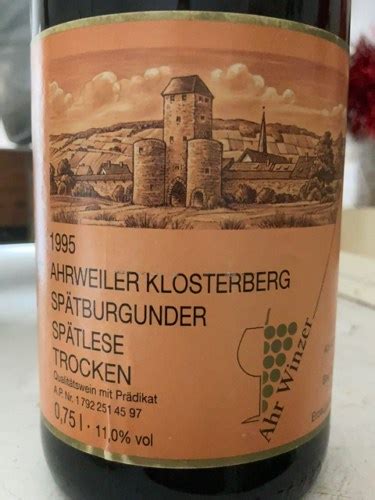 1995
AHRWEILER KLOSTERBERG
SPÄTBURGUNDER
SPÄTLESE
TROCKEN
Qualitätswein mit Prädikat
A.P. Nr. 1 792 251 45 97
0,75 l · 11,0% vol
Ahr Winzer